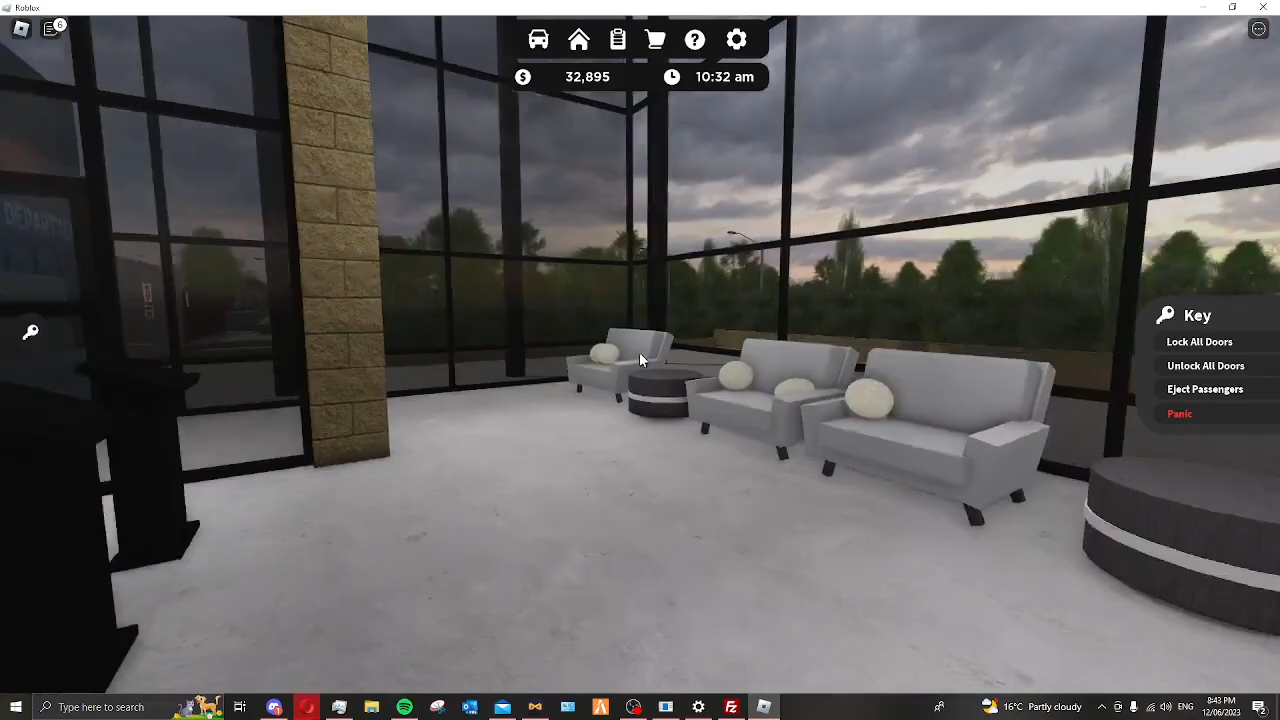 Roblox
6
32,895
10:32 am
Key
Lock All Doors
Unlock All Doors
Eject Passengers
Panic
Type here to search
16°C Partly cloudy
8:43 PM
12/06/2023